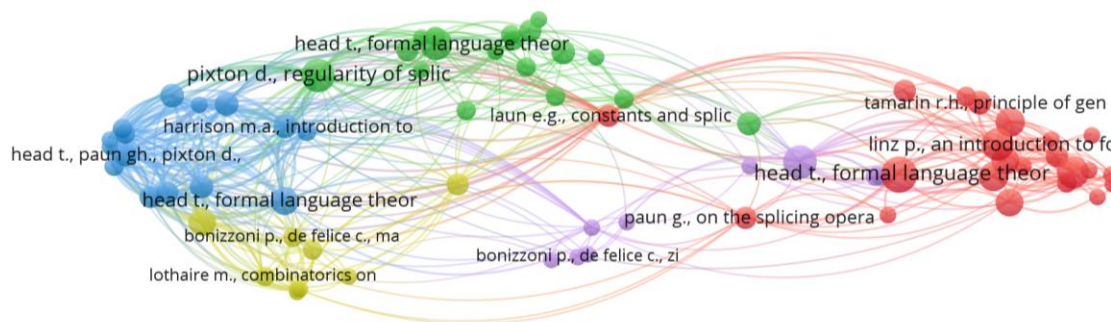 head t., formal language theor
pixton d., regularity of splic
tamarin r.h., principle of gen
laun e.g., constants and splic
harrison m.a., introduction to
linz p., an introduction to fo
head t., paun gh., pixton d.,
head t., formal language theor
head t., formal language theor
paun g., on the splicing opera
bonizzoni p., de felice c., ma
bonizzoni p., de felice c., zi
lothaire m., combinatorics on